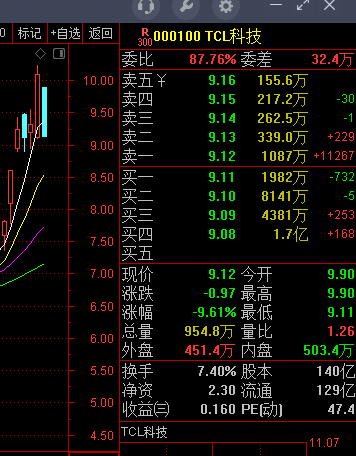 标记 +自选 返回 R 300 000100 TCL科技
委比 87.76% 委差 32.4万
卖五 ¥ 9.16 155.6万
卖四 9.15 217.2万 -30
卖三 9.14 262.5万 -1
卖二 9.13 339.0万 +229
卖一 9.12 1087万 +11267
买一 9.11 1982万 -732
买二 9.10 8141万 -5
买三 9.09 4381万 +253
买四 9.08 1.7亿 +168
买五
现价 9.12 今开 9.90
涨跌 -0.97 最高 9.90
涨幅 -9.61% 最低 9.11
总量 954.8万 量比 1.26
外盘 451.4万 内盘 503.4万
换手 7.40% 股本 140亿
净资 2.30 流通 129亿
收益㈢ 0.160 PE(动) 47.4
TCL科技
11.07
10.00
9.50
9.00
8.50
8.00
7.50
7.00
6.50
6.00
5.50
5.00
4.50